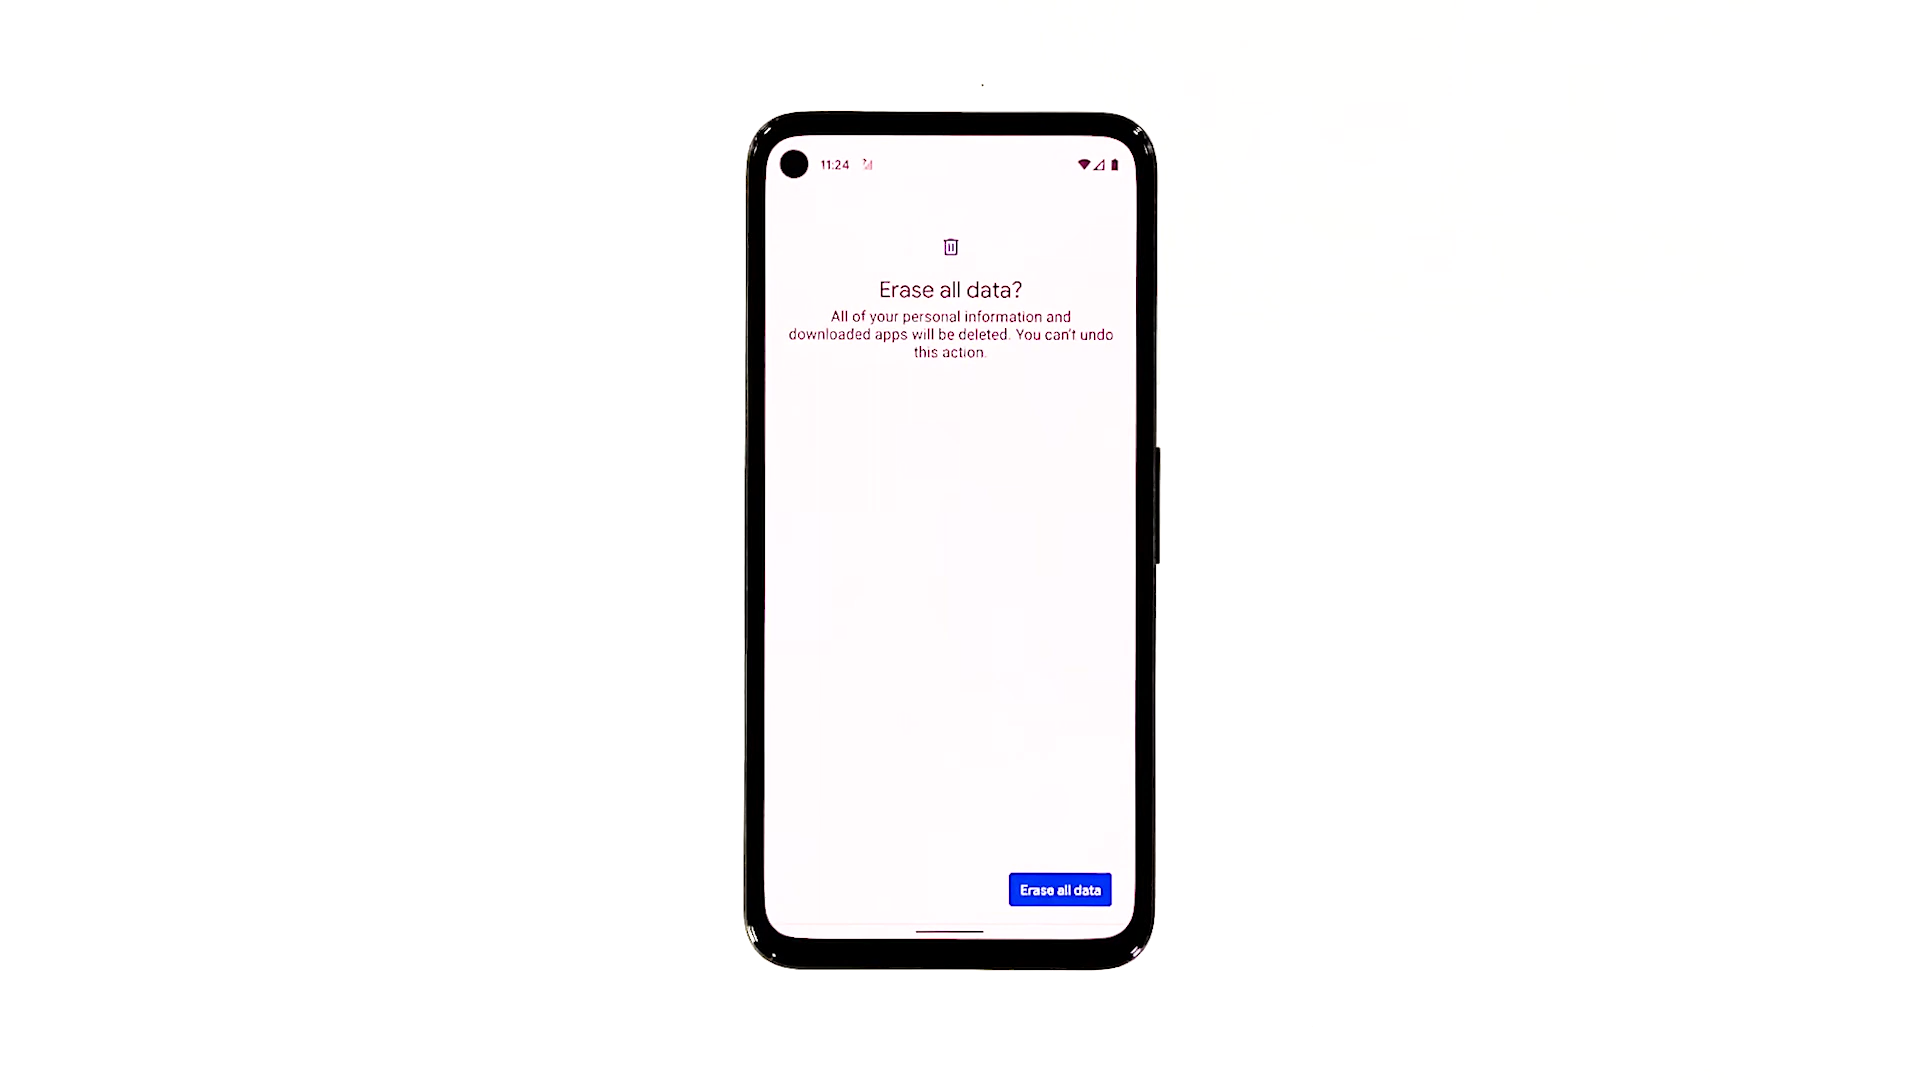 11:24
Erase all data?
All of your personal information and
downloaded apps will be deleted. You can't undo
this action.
Erase all data